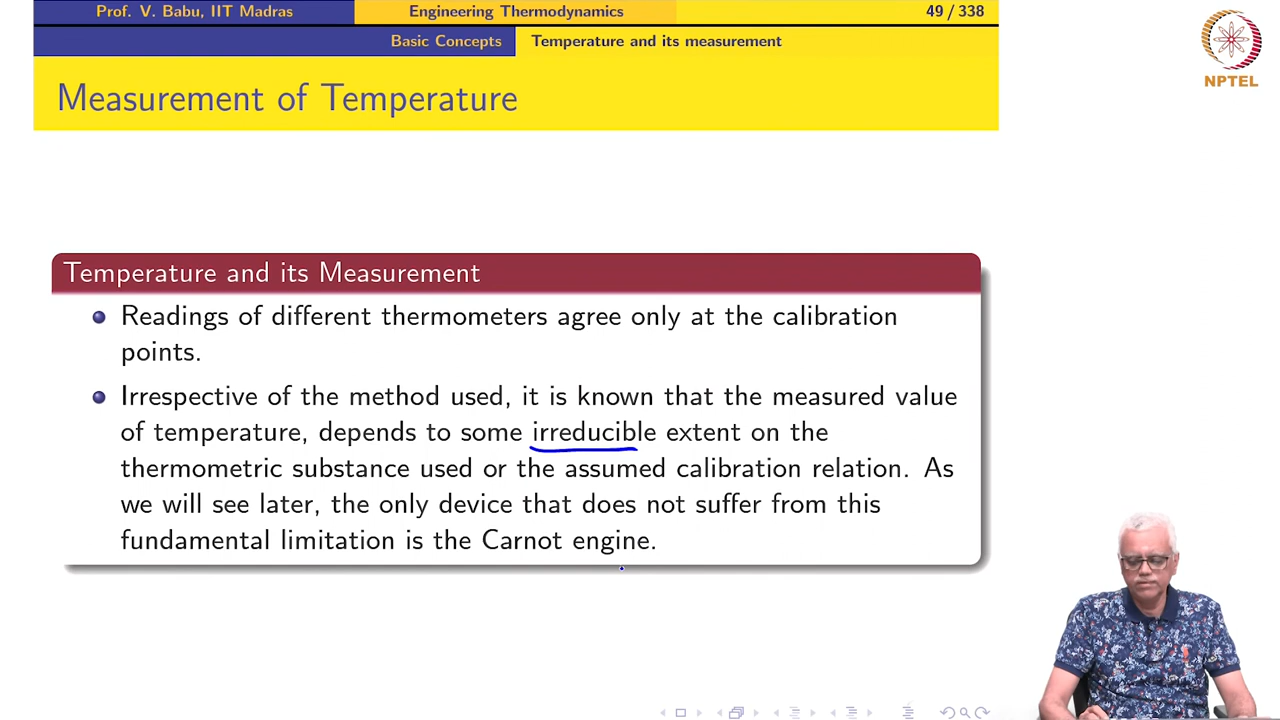 Prof. V. Babu, IIT Madras Engineering Thermodynamics 49 / 338
Basic Concepts Temperature and its measurement
NPTEL
Measurement of Temperature
Temperature and its Measurement
Readings of different thermometers agree only at the calibration
points.
Irrespective of the method used, it is known that the measured value
of temperature, depends to some irreducible extent on the
thermometric substance used or the assumed calibration relation. As
we will see later, the only device that does not suffer from this
fundamental limitation is the Carnot engine.